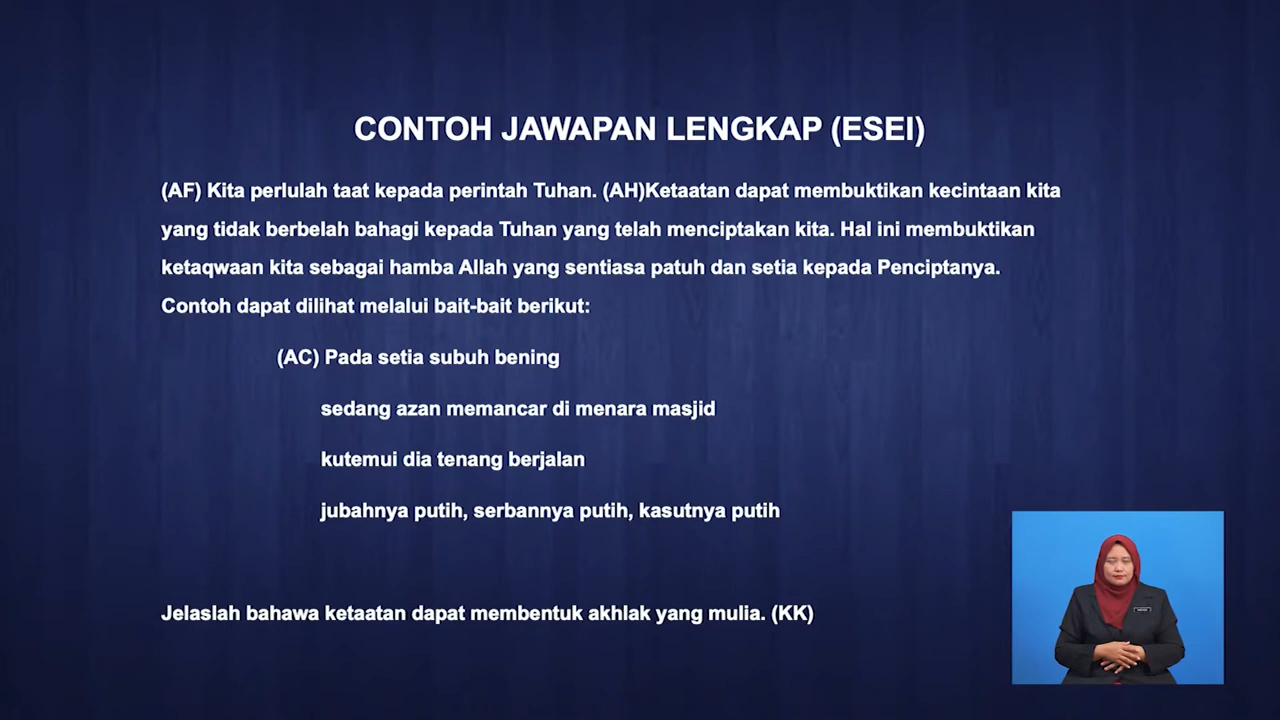 CONTOH JAWAPAN LENGKAP (ESEI)
(AF) Kita perlulah taat kepada perintah Tuhan. (AH)Ketaatan dapat membuktikan kecintaan kita
yang tidak berbelah bahagi kepada Tuhan yang telah menciptakan kita. Hal ini membuktikan
ketaqwaan kita sebagai hamba Allah yang sentiasa patuh dan setia kepada Penciptanya.
Contoh dapat dilihat melalui bait-bait berikut:
(AC) Pada setia subuh bening
sedang azan memancar di menara masjid
kutemui dia tenang berjalan
jubahnya putih, serbannya putih, kasutnya putih
Jelaslah bahawa ketaatan dapat membentuk akhlak yang mulia. (KK)